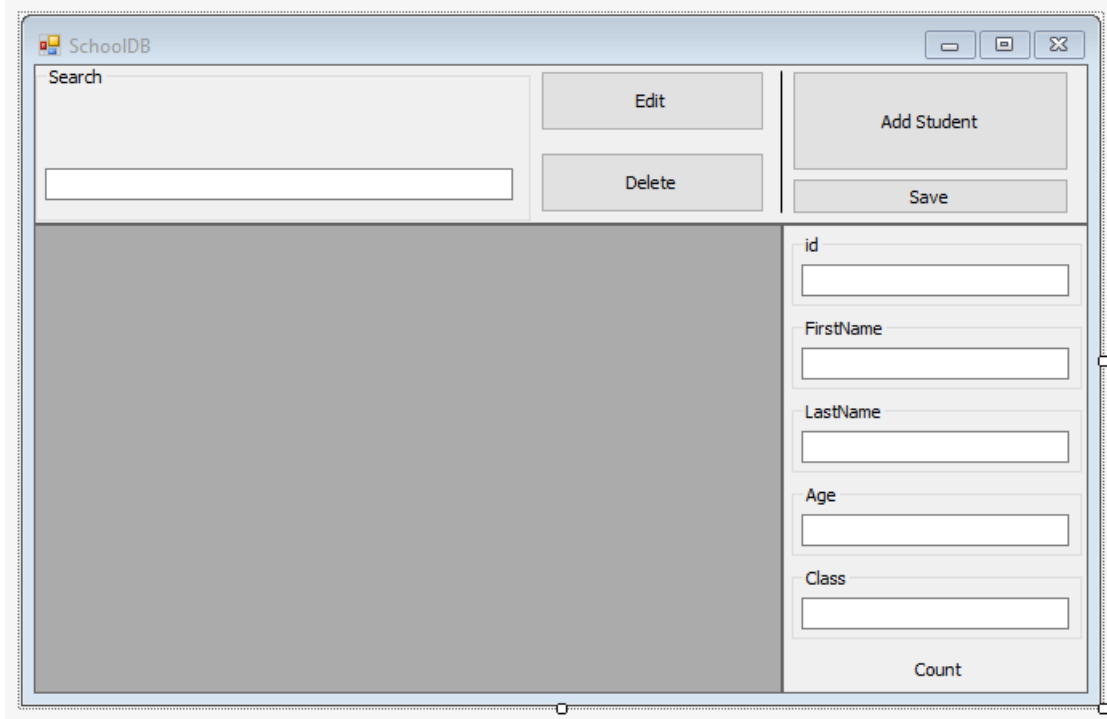 SchoolDB
Search
Edit
Delete
Add Student
Save
id
FirstName
LastName
Age
Class
Count